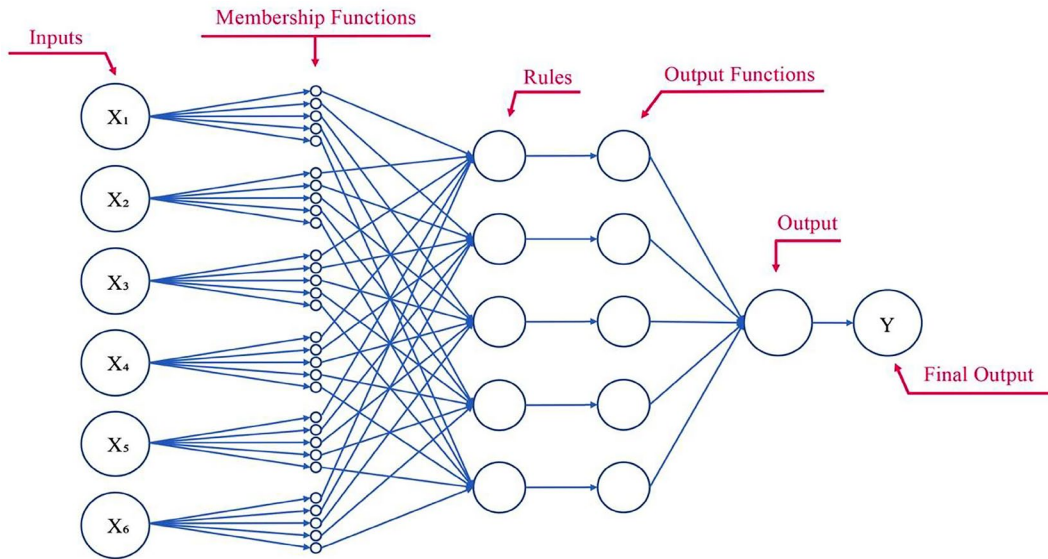 Membership Functions
Inputs
Rules
Output Functions
X₁
X₂
Output
X₃
Y
X₄
Final Output
X₅
X₆